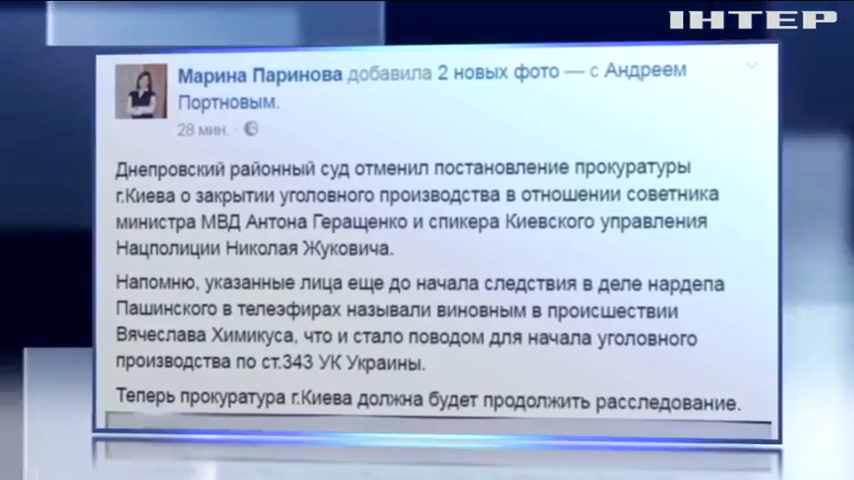 ІНТЕР
Марина Паринова добавила 2 новых фото — с Андреем
Портновым.
28 мин. ·
Днепровский районный суд отменил постановление прокуратуры
г.Киева о закрытии уголовного производства в отношении советника
министра МВД Антона Геращенко и спикера Киевского управления
Нацполиции Николая Жуковича.
Напомню, указанные лица еще до начала следствия в деле нардепа
Пашинского в телеэфирах называли виновным в происшествии
Вячеслава Химикуса, что и стало поводом для начала уголовного
производства по ст.343 УК Украины.
Теперь прокуратура г.Киева должна будет продолжить расследование.